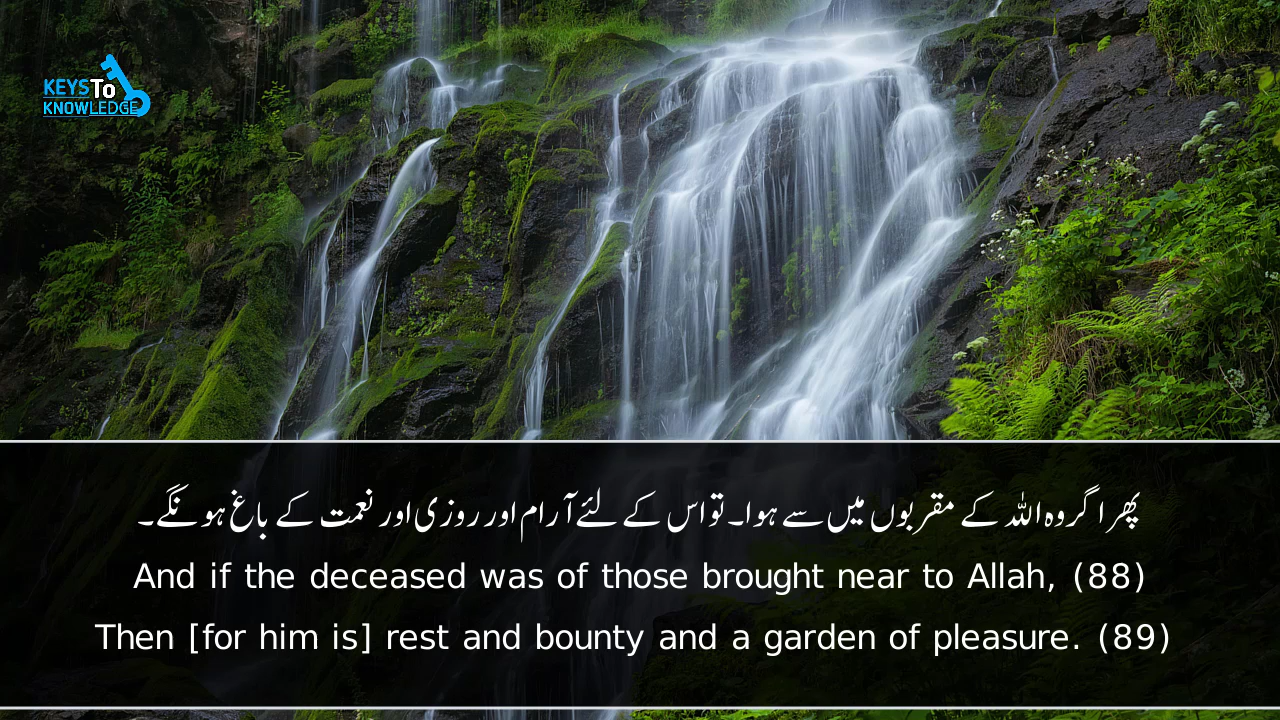 KEYSTo
KNOWLEDGE
پھر اگر وہ اللہ کے مقربوں میں سے ہوا۔ تو اس کے لئے آرام اور روزی اور نعمت کے باغ ہونگے۔
And if the deceased was of those brought near to Allah, (88)
Then [for him is] rest and bounty and a garden of pleasure. (89)